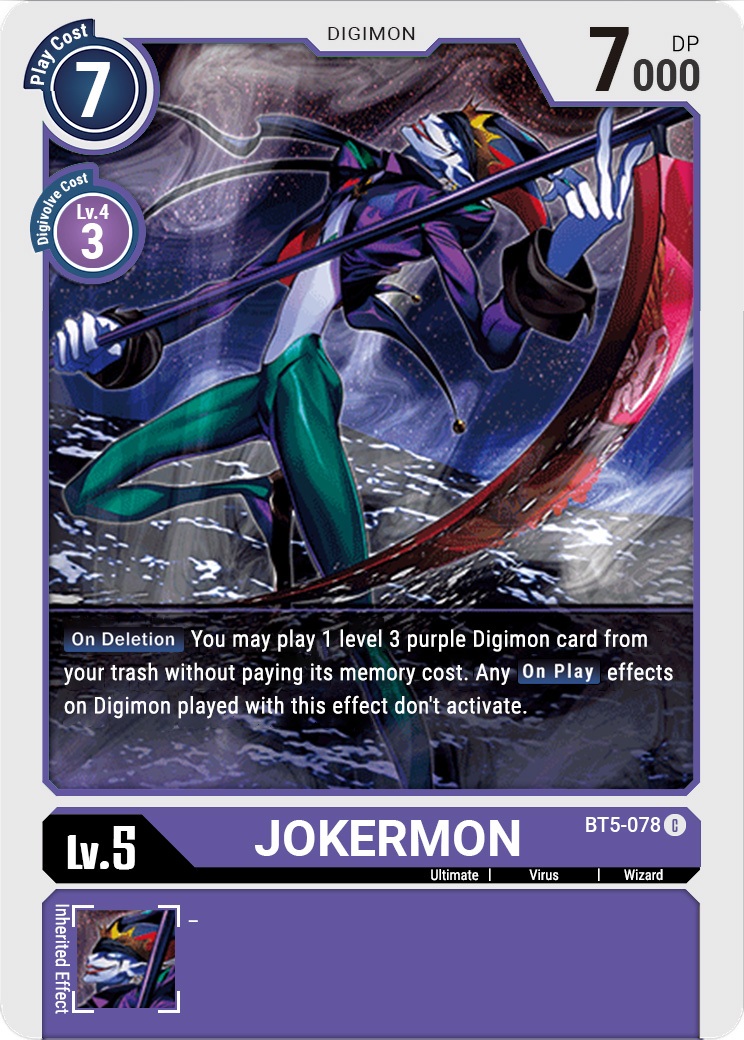 DIGIMON
Play Cost
7
DP
7000
Digivolve Cost
Lv.4
3
On Deletion You may play 1 level 3 purple Digimon card from
your trash without paying its memory cost. Any On Play effects
on Digimon played with this effect don't activate.
Lv.5
JOKERMON
BT5-078 C
Ultimate | Virus | Wizard
Inherited Effect
–